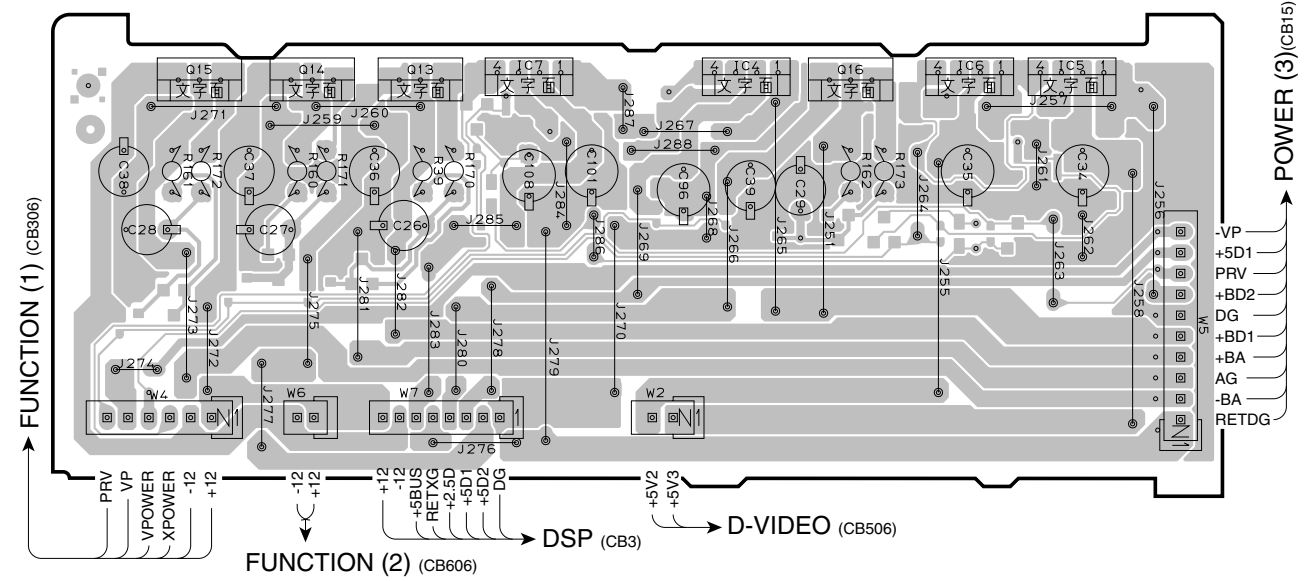 Q15
Q14
Q13
4 IC7 1
4 IC4 1
Q16
4 IC6 1
4 IC5 1
文字面
文字面
文字面
文字面
文字面
文字面
文字面
文字面
J271
J259
J260
J287
J267
J288
J257
C38
R161
R172
C37
R160
R171
C36
R39
R170
C108
J284
C101
C96
C39
C29
R162
R173
J264
C35
J261
C34
J256
C28
C27
C26
J285
J286
J269
J268
J266
J265
J251
J255
J263
J262
J258
J273
J272
J275
J281
J282
J283
J280
J278
J279
J270
J274
J277
J276
W4
W6
W7
W2
W5
1
1
1
1
-VP
+5D1
PRV
+BD2
DG
+BD1
+BA
AG
-BA
RETDG
POWER (3) (CB15)
FUNCTION (1) (CB306)
PRV
VP
VPOWER
XPOWER
-12
+12
-12
+12
FUNCTION (2) (CB606)
+12
-12
+5BUS
RETXG
+2.5D
+5D1
+5D2
DG
DSP (CB3)
+5V2
+5V3
D-VIDEO (CB506)